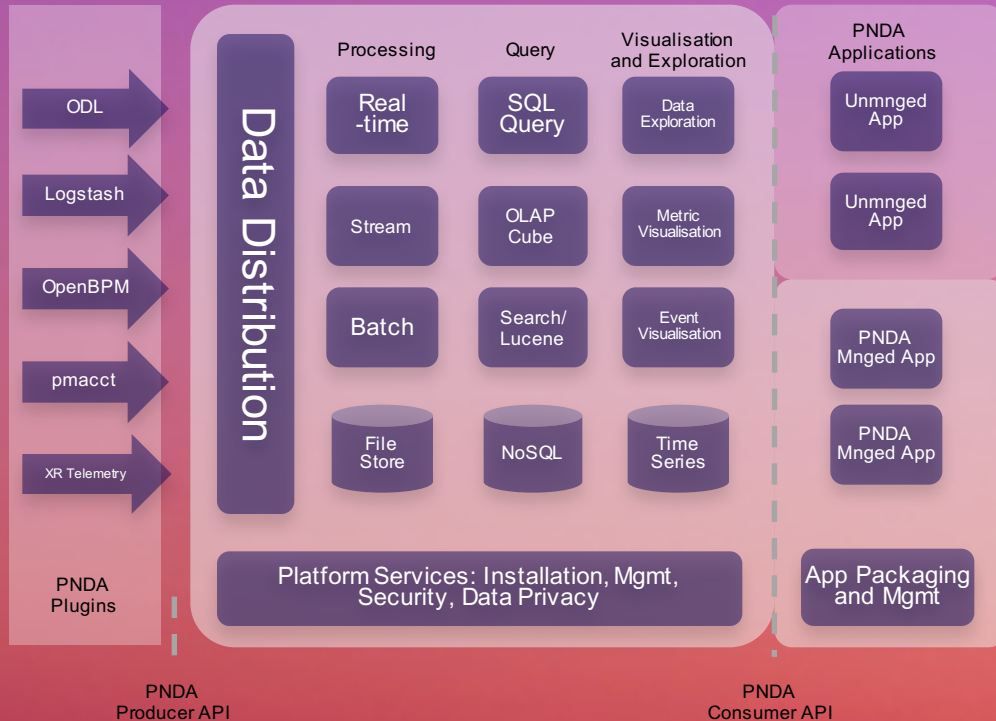 ODL
Logstash
OpenBPM
pmacct
XR Telemetry
PNDA
Plugins
PNDA
Producer API
Data Distribution
Processing
Real
-time
Stream
Batch
File
Store
Query
SQL
Query
OLAP
Cube
Search/
Lucene
NoSQL
Visualisation
and Exploration
Data
Exploration
Metric
Visualisation
Event
Visualisation
Time
Series
Platform Services: Installation, Mgmt,
Security, Data Privacy
PNDA
Applications
Unmnged
App
Unmnged
App
PNDA
Mnged App
PNDA
Mnged App
App Packaging
and Mgmt
PNDA
Consumer API